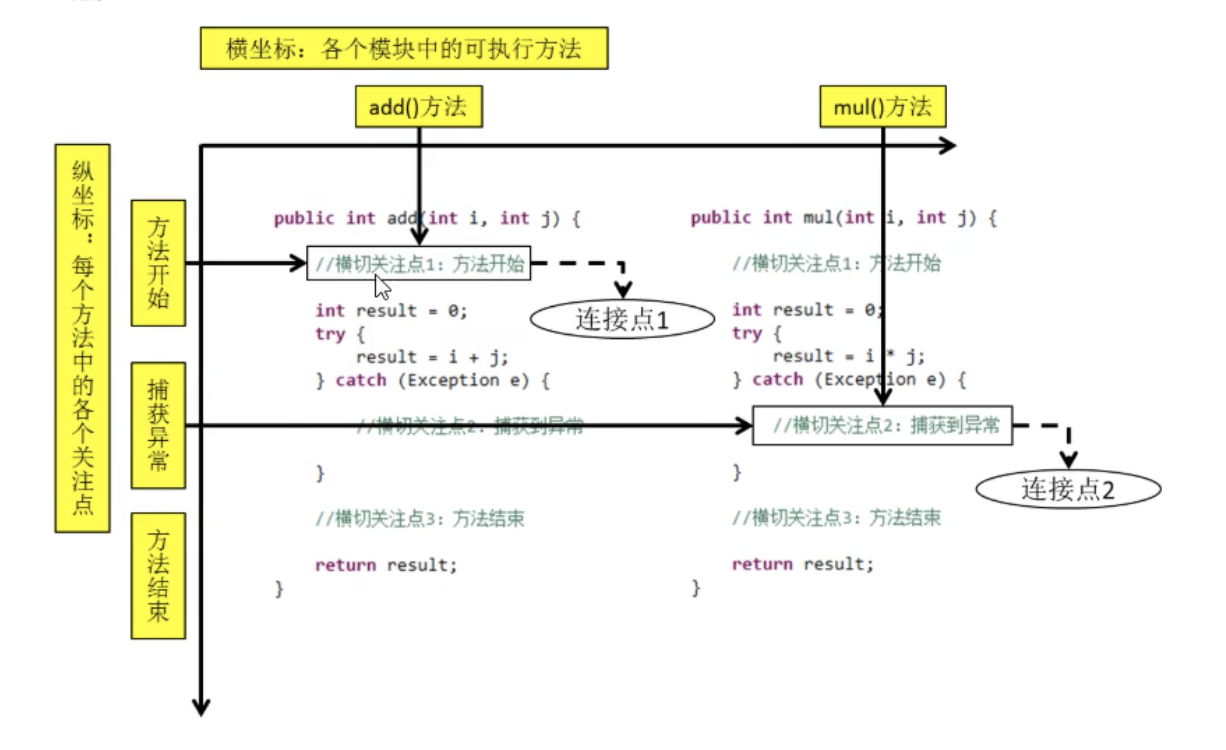 横坐标：各个模块中的可执行方法
add()方法
mul()方法
纵坐标：每个方法中的各个关注点
方法开始
捕获异常
方法结束
public int add(int i, int j) {
//横切关注点1：方法开始
int result = 0;
try {
result = i + j;
} catch (Exception e) {
//横切关注点2：捕获到异常
}
//横切关注点3：方法结束
return result;
}
连接点1
public int mul(int i, int j) {
//横切关注点1：方法开始
int result = 0;
try {
result = i * j;
} catch (Exception e) {
//横切关注点2：捕获到异常
}
//横切关注点3：方法结束
return result;
}
连接点2